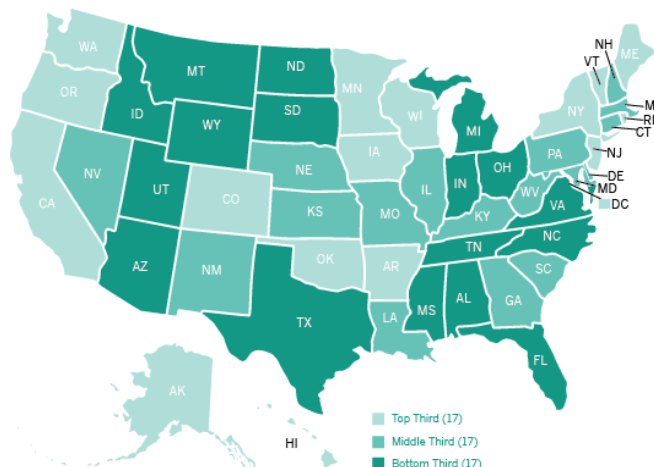 WA
NH
ME
VT
MT
ND
OR
MN
ID
SD
WI
NY
M
WY
MI
RI
CT
IA
PA
NJ
NE
NV
OH
IL
IN
DE
UT
MD
CO
WV
CA
VA
DC
KS
MO
KY
NC
TN
OK
AZ
NM
AR
SC
MS
AL
GA
TX
LA
FL
AK
Top Third (17)
HI
Middle Third (17)
Bottom Third (17)